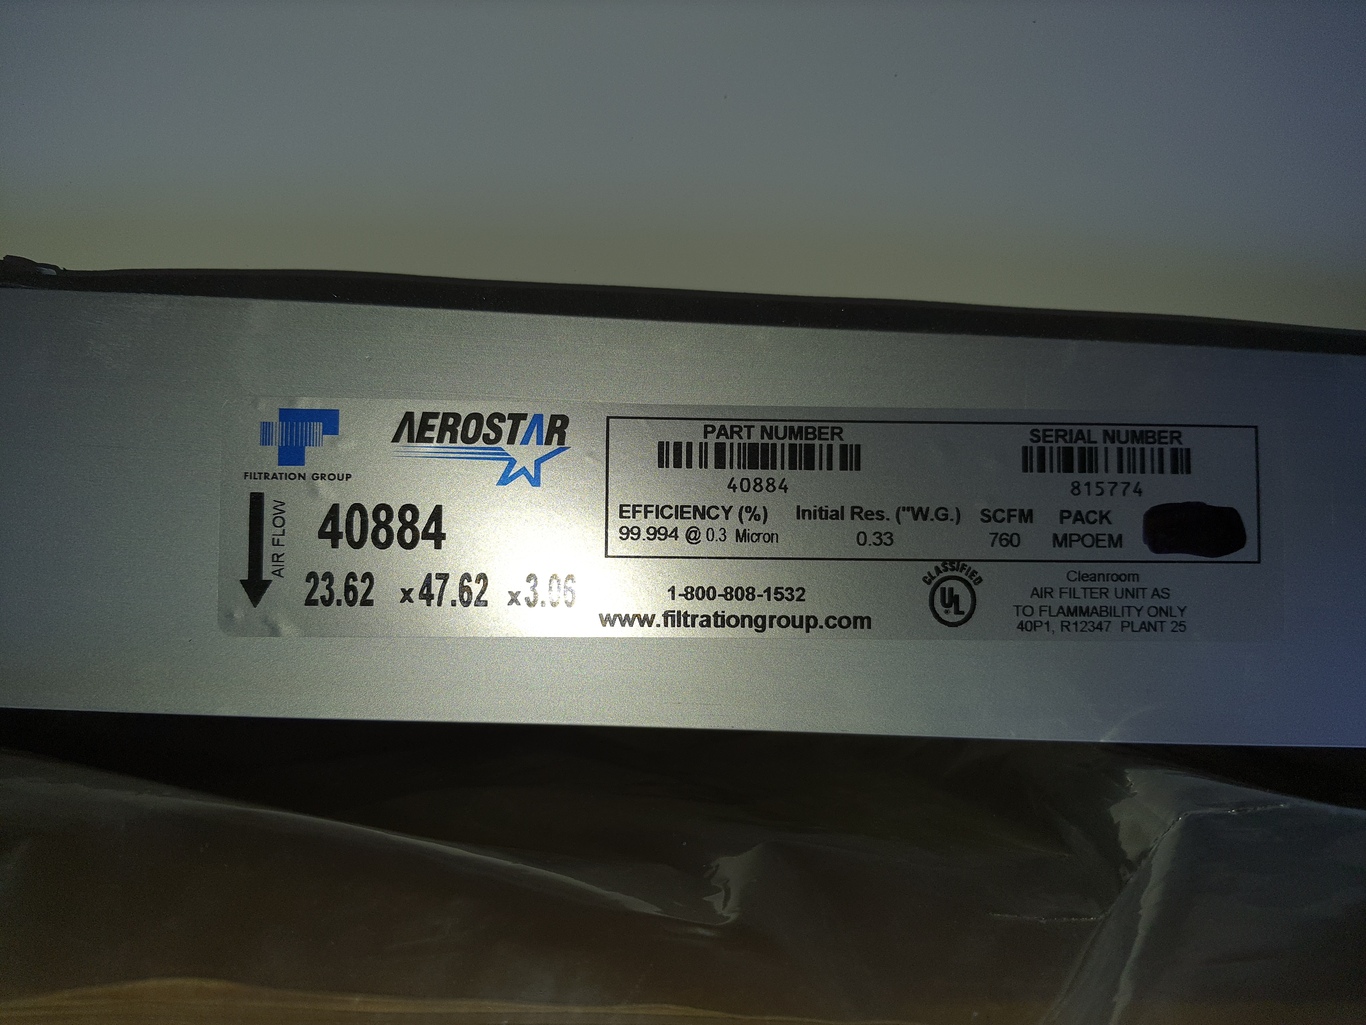 FILTRATION GROUP
AEROSTAR
AIR FLOW
40884
23.62 x 47.62 x 3.06
PART NUMBER
40884
SERIAL NUMBER
815774
EFFICIENCY (%) Initial Res. ("W.G.) SCFM PACK
99.994 @ 0.3 Micron 0.33 760 MPOEM
1-800-808-1532
www.filtrationgroup.com
CLASSIFIED
UL
Cleanroom
AIR FILTER UNIT AS
TO FLAMMABILITY ONLY
40P1, R12347 PLANT 25